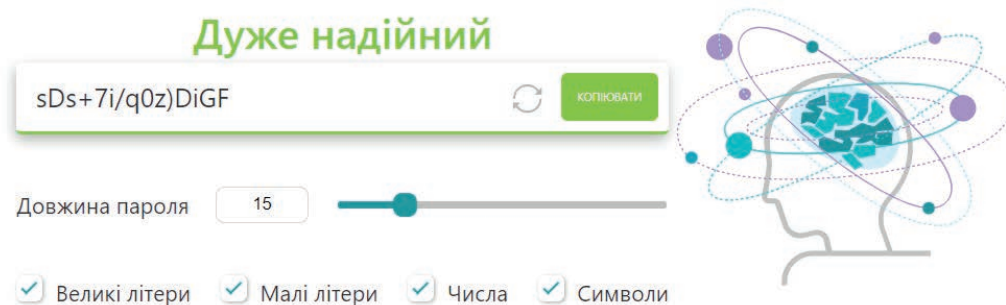 Дуже надійний
sDs+7i/q0z)DiGF
КОПІЮВАТИ
Довжина пароля 15
Великі літери Малі літери Числа Символи